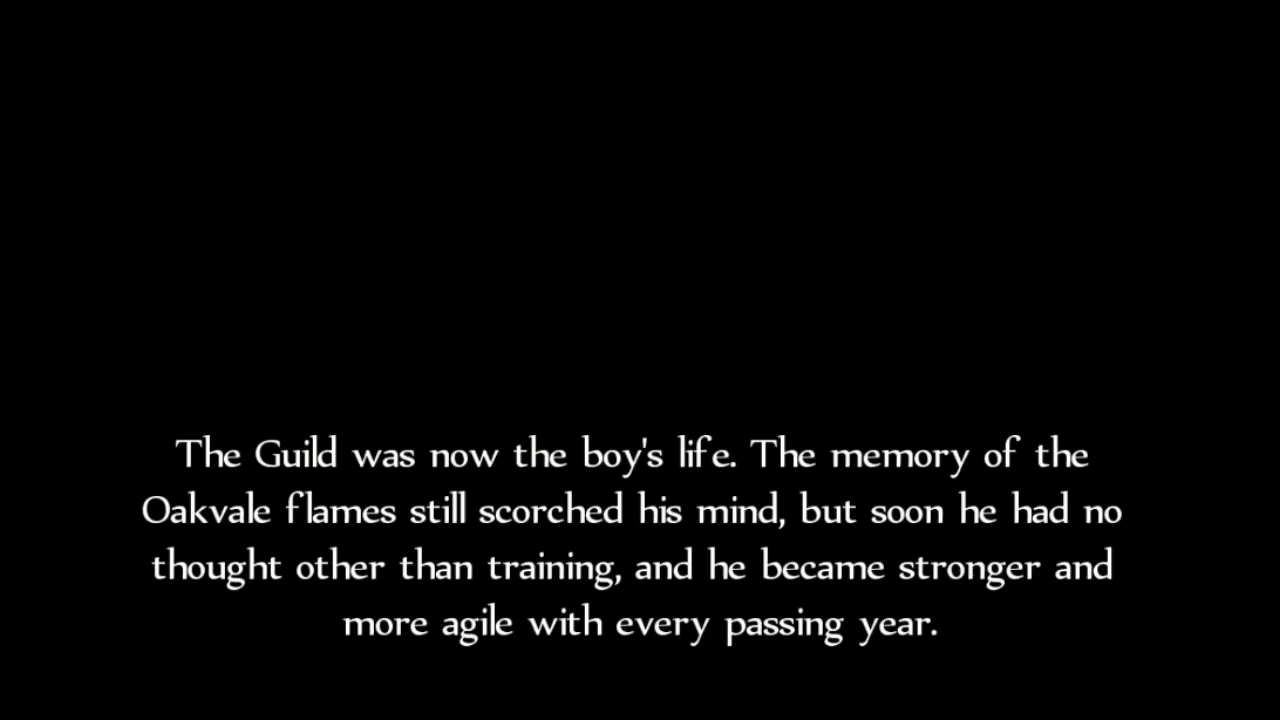 The Guild was now the boy's life. The memory of the
Oakvale flames still scorched his mind, but soon he had no
thought other than training, and he became stronger and
more agile with every passing year.